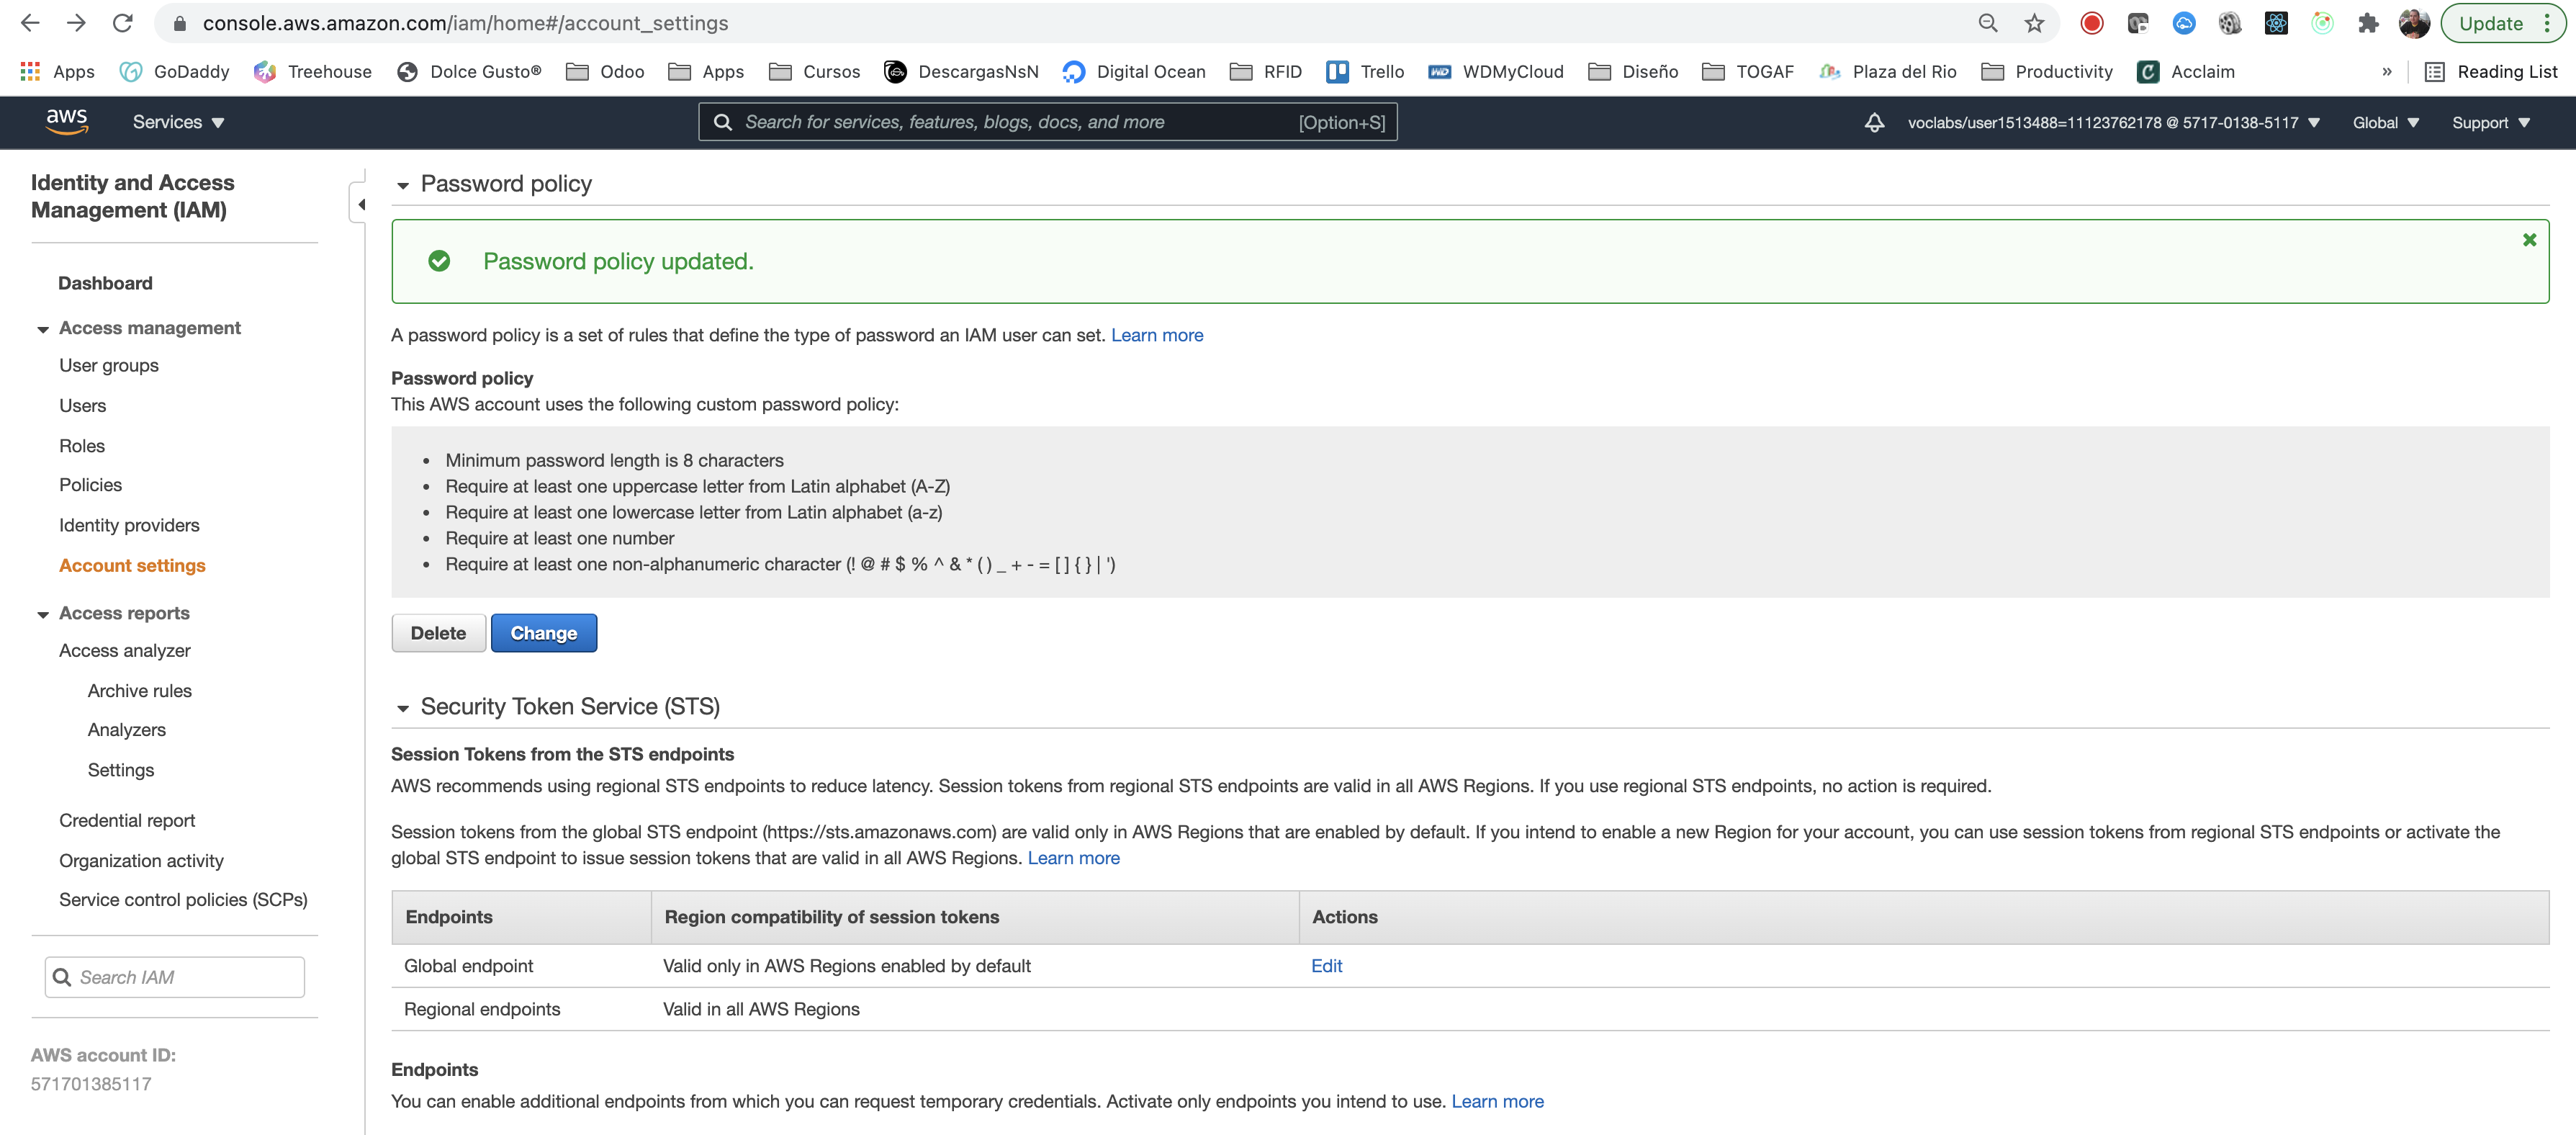 console.aws.amazon.com/iam/home#/account_settings
Update
Apps GoDaddy Treehouse Dolce Gusto® Odoo Apps Cursos DescargasNsN Digital Ocean RFID Trello WDMyCloud Diseño TOGAF Plaza del Rio Productivity Acclaim » Reading List
aws Services Search for services, features, blogs, docs, and more [Option+S] voclabs/user1513488=11123762178 @ 5717-0138-5117 Global Support
Identity and Access
Management (IAM)
Dashboard
Access management
User groups
Users
Roles
Policies
Identity providers
Account settings
Access reports
Access analyzer
Archive rules
Analyzers
Settings
Credential report
Organization activity
Service control policies (SCPs)
Search IAM
AWS account ID:
571701385117
Password policy
Password policy updated.
A password policy is a set of rules that define the type of password an IAM user can set. Learn more
Password policy
This AWS account uses the following custom password policy:
• Minimum password length is 8 characters
• Require at least one uppercase letter from Latin alphabet (A-Z)
• Require at least one lowercase letter from Latin alphabet (a-z)
• Require at least one number
• Require at least one non-alphanumeric character (! @ # $ % ^ & * ( ) _ + - = [ ] { } | ')
Delete Change
Security Token Service (STS)
Session Tokens from the STS endpoints
AWS recommends using regional STS endpoints to reduce latency. Session tokens from regional STS endpoints are valid in all AWS Regions. If you use regional STS endpoints, no action is required.
Session tokens from the global STS endpoint (https://sts.amazonaws.com) are valid only in AWS Regions that are enabled by default. If you intend to enable a new Region for your account, you can use session tokens from regional STS endpoints or activate the
global STS endpoint to issue session tokens that are valid in all AWS Regions. Learn more
Endpoints Region compatibility of session tokens Actions
Global endpoint Valid only in AWS Regions enabled by default Edit
Regional endpoints Valid in all AWS Regions
Endpoints
You can enable additional endpoints from which you can request temporary credentials. Activate only endpoints you intend to use. Learn more